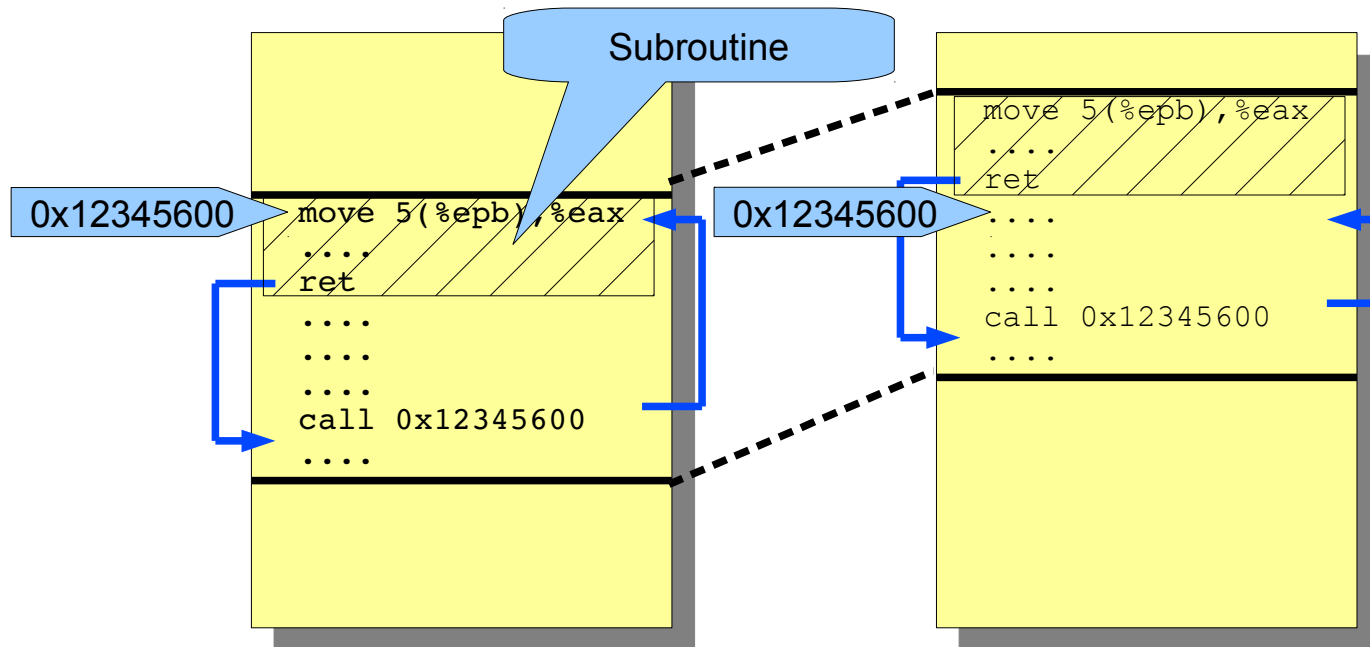 Subroutine
0x12345600
move 5(%epb),%eax
....
ret
....
....
....
call 0x12345600
....
0x12345600
move 5(%epb),%eax
....
ret
....
....
....
call 0x12345600
....